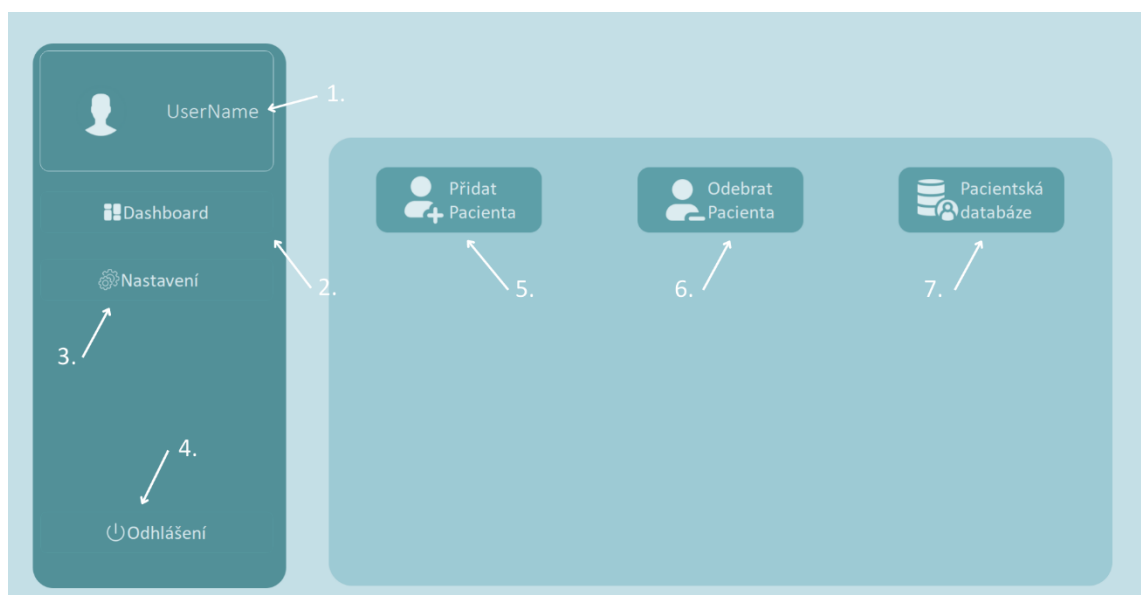 UserName
1.
Dashboard
2.
Nastavení
3.
4.
Odhlášení
Přidat
Pacienta
5.
Odebrat
Pacienta
6.
Pacientská
databáze
7.